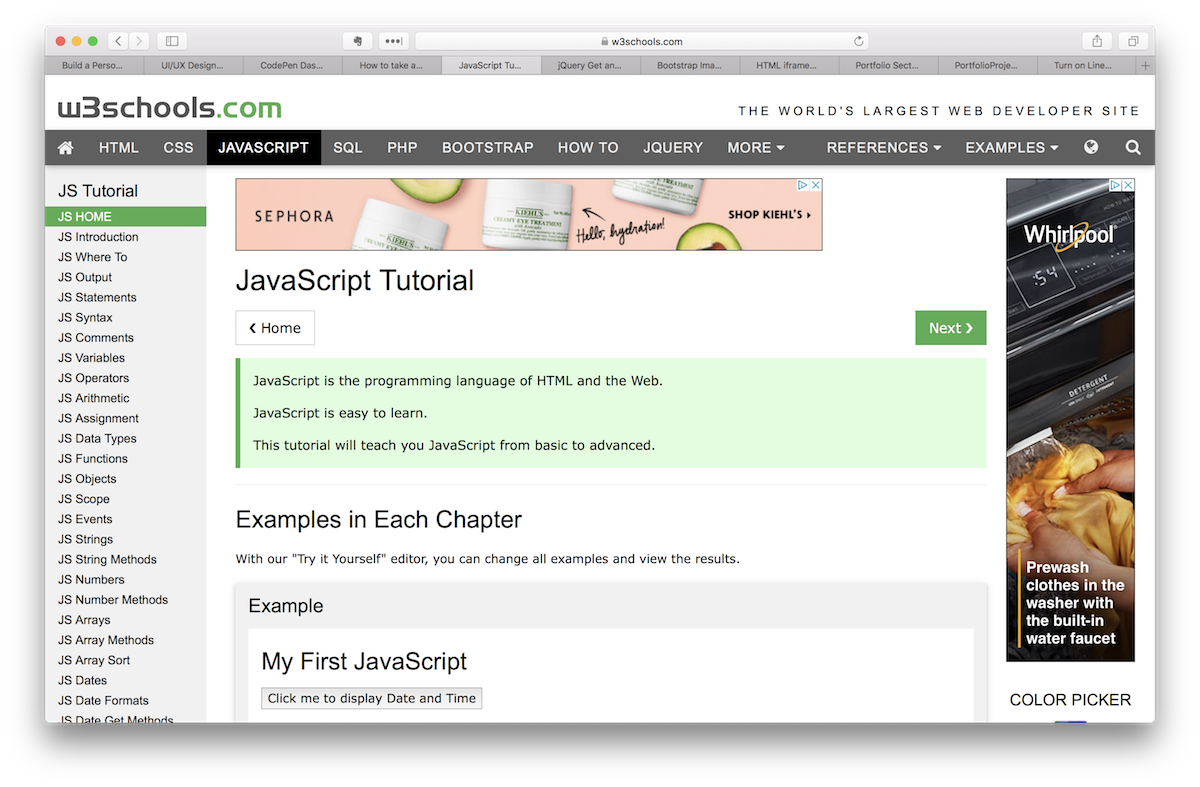 w3schools.com
Build a Perso...
UI/UX Design...
CodePen Das...
How to take a...
JavaScript Tu...
jQuery Get an...
Bootstrap Ima...
HTML iframe...
Portfolio Sect...
PortfolioProje...
Turn on Line...
w3schools.com
THE WORLD'S LARGEST WEB DEVELOPER SITE
HTML
CSS
JAVASCRIPT
SQL
PHP
BOOTSTRAP
HOW TO
JQUERY
MORE
REFERENCES
EXAMPLES
JS Tutorial
JS HOME
JS Introduction
JS Where To
JS Output
JS Statements
JS Syntax
JS Comments
JS Variables
JS Operators
JS Arithmetic
JS Assignment
JS Data Types
JS Functions
JS Objects
JS Scope
JS Events
JS Strings
JS String Methods
JS Numbers
JS Number Methods
JS Arrays
JS Array Methods
JS Array Sort
JS Dates
JS Date Formats
JS Date Get Methods
SEPHORA
KIEHL'S
KIEHL'S
CREAMY EYE TREATMENT
with Avocado
Hello, hydration!
SHOP KIEHL'S
JavaScript Tutorial
❮ Home
Next ❯
JavaScript is the programming language of HTML and the Web.
JavaScript is easy to learn.
This tutorial will teach you JavaScript from basic to advanced.
Examples in Each Chapter
With our "Try it Yourself" editor, you can change all examples and view the results.
Example
My First JavaScript
Click me to display Date and Time
Whirlpool
:54
DETERGENT
Prewash
clothes in the
washer with
the built-in
water faucet
COLOR PICKER